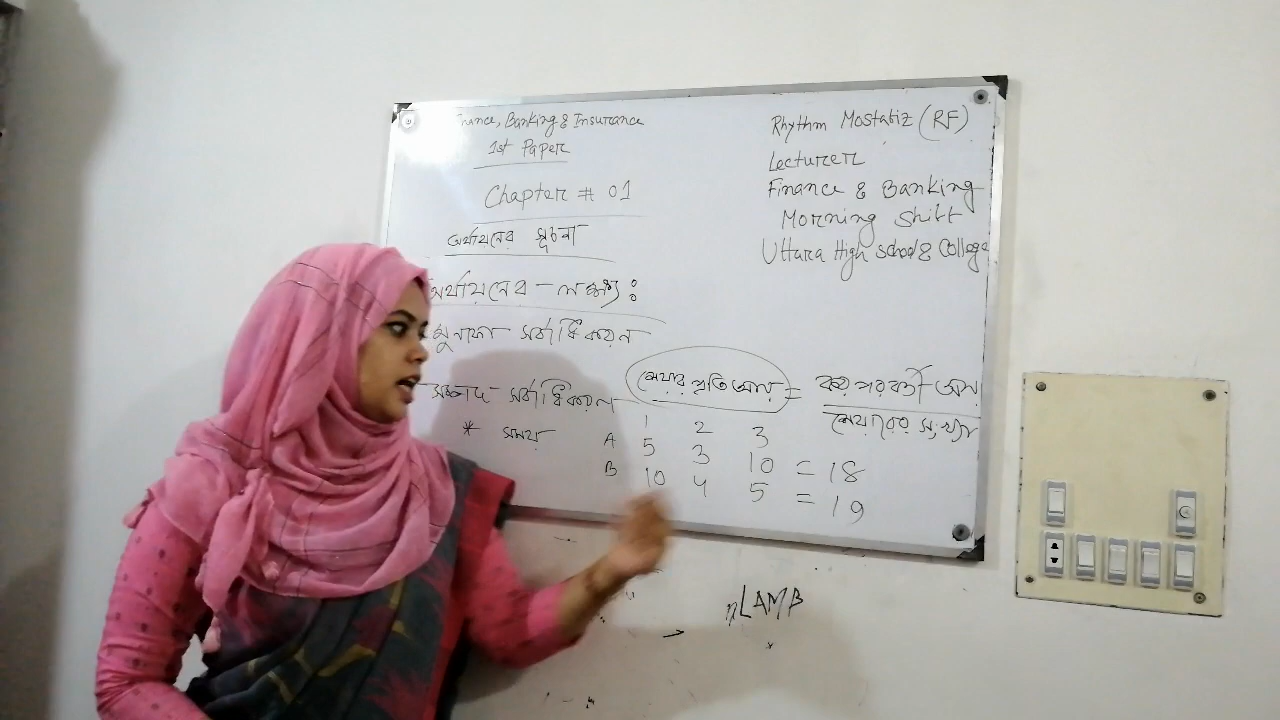 Finance, Banking & Insurance
1st Paper
Chapter # 01
অর্থায়নের সূচনা
অর্থায়নের - লক্ষ্য :
মুনাফা সর্বাধিকরন
সম্পদ - সর্বাধিকরন
* সময়
Rhythm Mostafiz (RF)
Lecturer
Finance & Banking
Morning Shift
Uttara High School & College
শেয়ার প্রতি আয় = কর পরবর্তী আয়
শেয়ারের সংখ্যা
1 2 3
A 5 3 10 = 18
B 10 4 5 = 19
LAMB